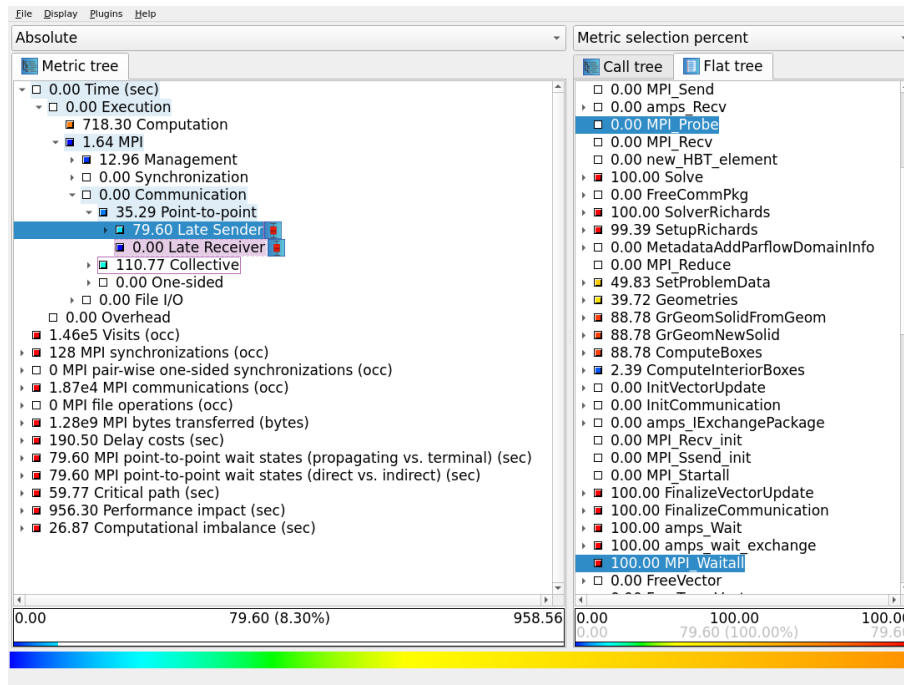 File Display Plugins Help
Absolute
Metric tree
0.00 Time (sec)
0.00 Execution
718.30 Computation
1.64 MPI
12.96 Management
0.00 Synchronization
0.00 Communication
35.29 Point-to-point
79.60 Late Sender
0.00 Late Receiver
110.77 Collective
0.00 One-sided
0.00 File I/O
0.00 Overhead
1.46e5 Visits (occ)
128 MPI synchronizations (occ)
0 MPI pair-wise one-sided synchronizations (occ)
1.87e4 MPI communications (occ)
0 MPI file operations (occ)
1.28e9 MPI bytes transferred (bytes)
190.50 Delay costs (sec)
79.60 MPI point-to-point wait states (propagating vs. terminal) (sec)
79.60 MPI point-to-point wait states (direct vs. indirect) (sec)
59.77 Critical path (sec)
956.30 Performance impact (sec)
26.87 Computational imbalance (sec)
0.00 79.60 (8.30%) 958.56
Metric selection percent
Call tree Flat tree
0.00 MPI_Send
0.00 amps_Recv
0.00 MPI_Probe
0.00 MPI_Recv
0.00 new_HBT_element
100.00 Solve
0.00 FreeCommPkg
100.00 SolverRichards
99.39 SetupRichards
0.00 MetadataAddParflowDomainInfo
0.00 MPI_Reduce
49.83 SetProblemData
39.72 Geometries
88.78 GrGeomSolidFromGeom
88.78 GrGeomNewSolid
88.78 ComputeBoxes
2.39 ComputeInteriorBoxes
0.00 InitVectorUpdate
0.00 InitCommunication
0.00 amps_IExchangePackage
0.00 MPI_Recv_init
0.00 MPI_Ssend_init
0.00 MPI_Startall
100.00 FinalizeVectorUpdate
100.00 FinalizeCommunication
100.00 amps_Wait
100.00 amps_wait_exchange
100.00 MPI_Waitall
0.00 FreeVector
0.00 100.00 100.0
0.00 79.60 (100.00%) 79.6